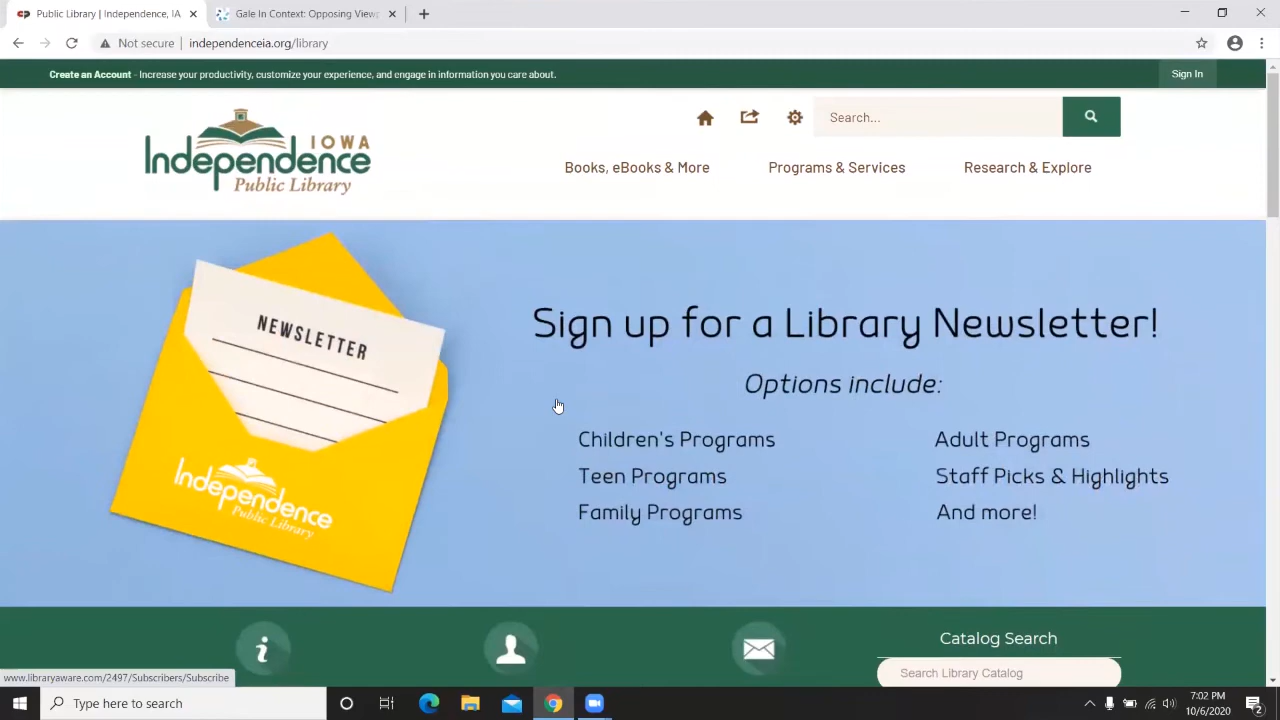 Public Library | Independence, IA
Gale In Context: Opposing View
Not secure | independenceia.org/library
Create an Account - Increase your productivity, customize your experience, and engage in information you care about.
Sign In
IOWA
Independence
Public Library
Search...
Books, eBooks & More
Programs & Services
Research & Explore
NEWSLETTER
Independence
Public Library
Sign up for a Library Newsletter!
Options include:
Children's Programs
Adult Programs
Teen Programs
Staff Picks & Highlights
Family Programs
And more!
i
Catalog Search
Search Library Catalog
www.libraryaware.com/2497/Subscribers/Subscribe
Type here to search
7:02 PM
10/6/2020
2